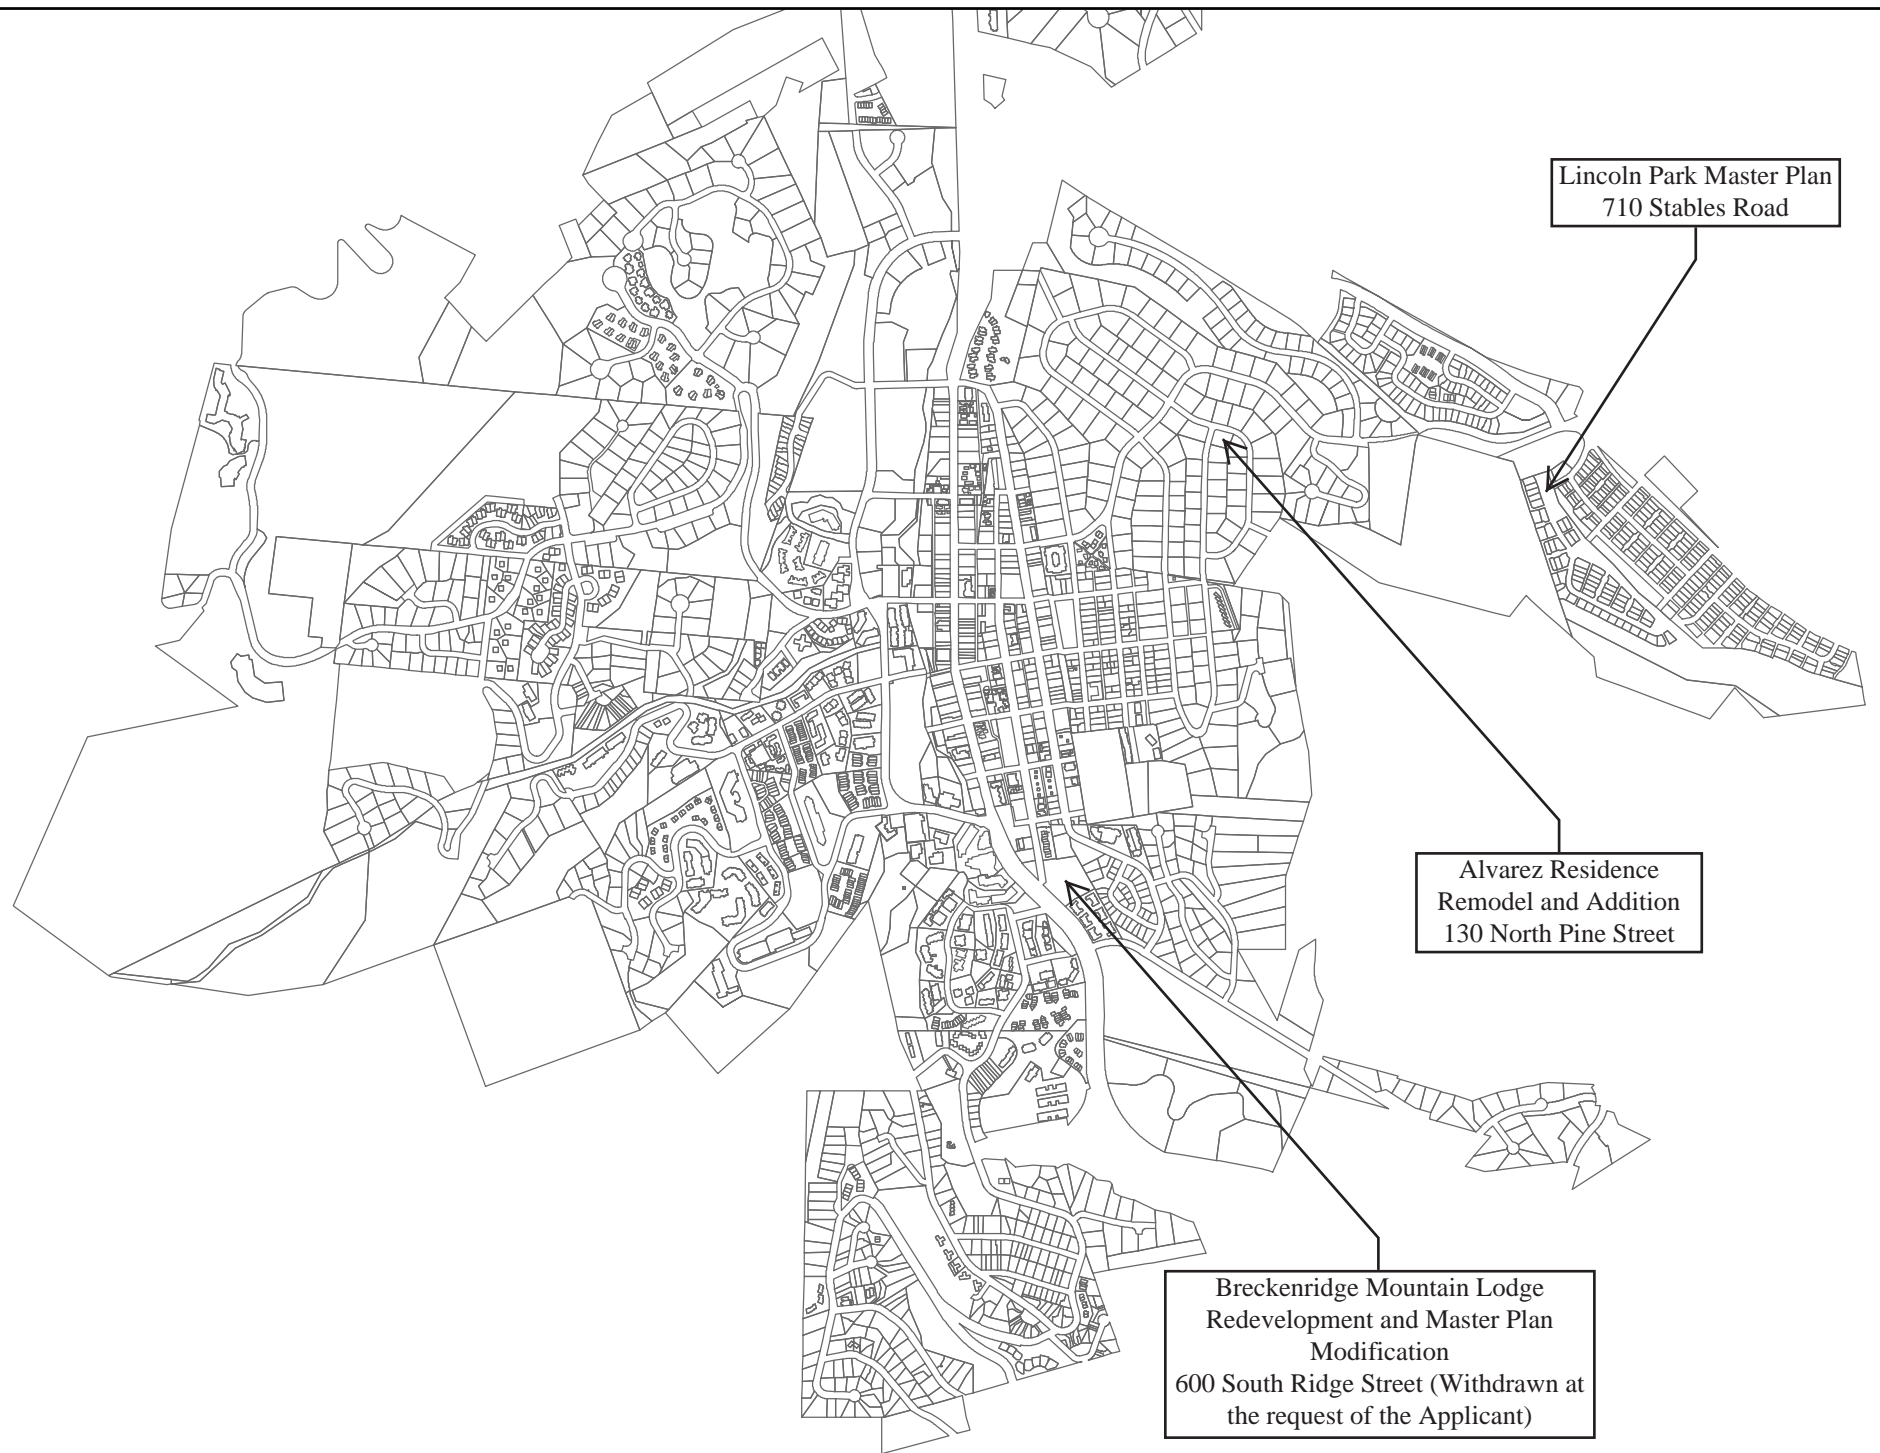 Lincoln Park Master Plan
710 Stables Road
Alvarez Residence
Remodel and Addition
130 North Pine Street
Breckenridge Mountain Lodge
Redevelopment and Master Plan
Modification
600 South Ridge Street (Withdrawn at
the request of the Applicant)